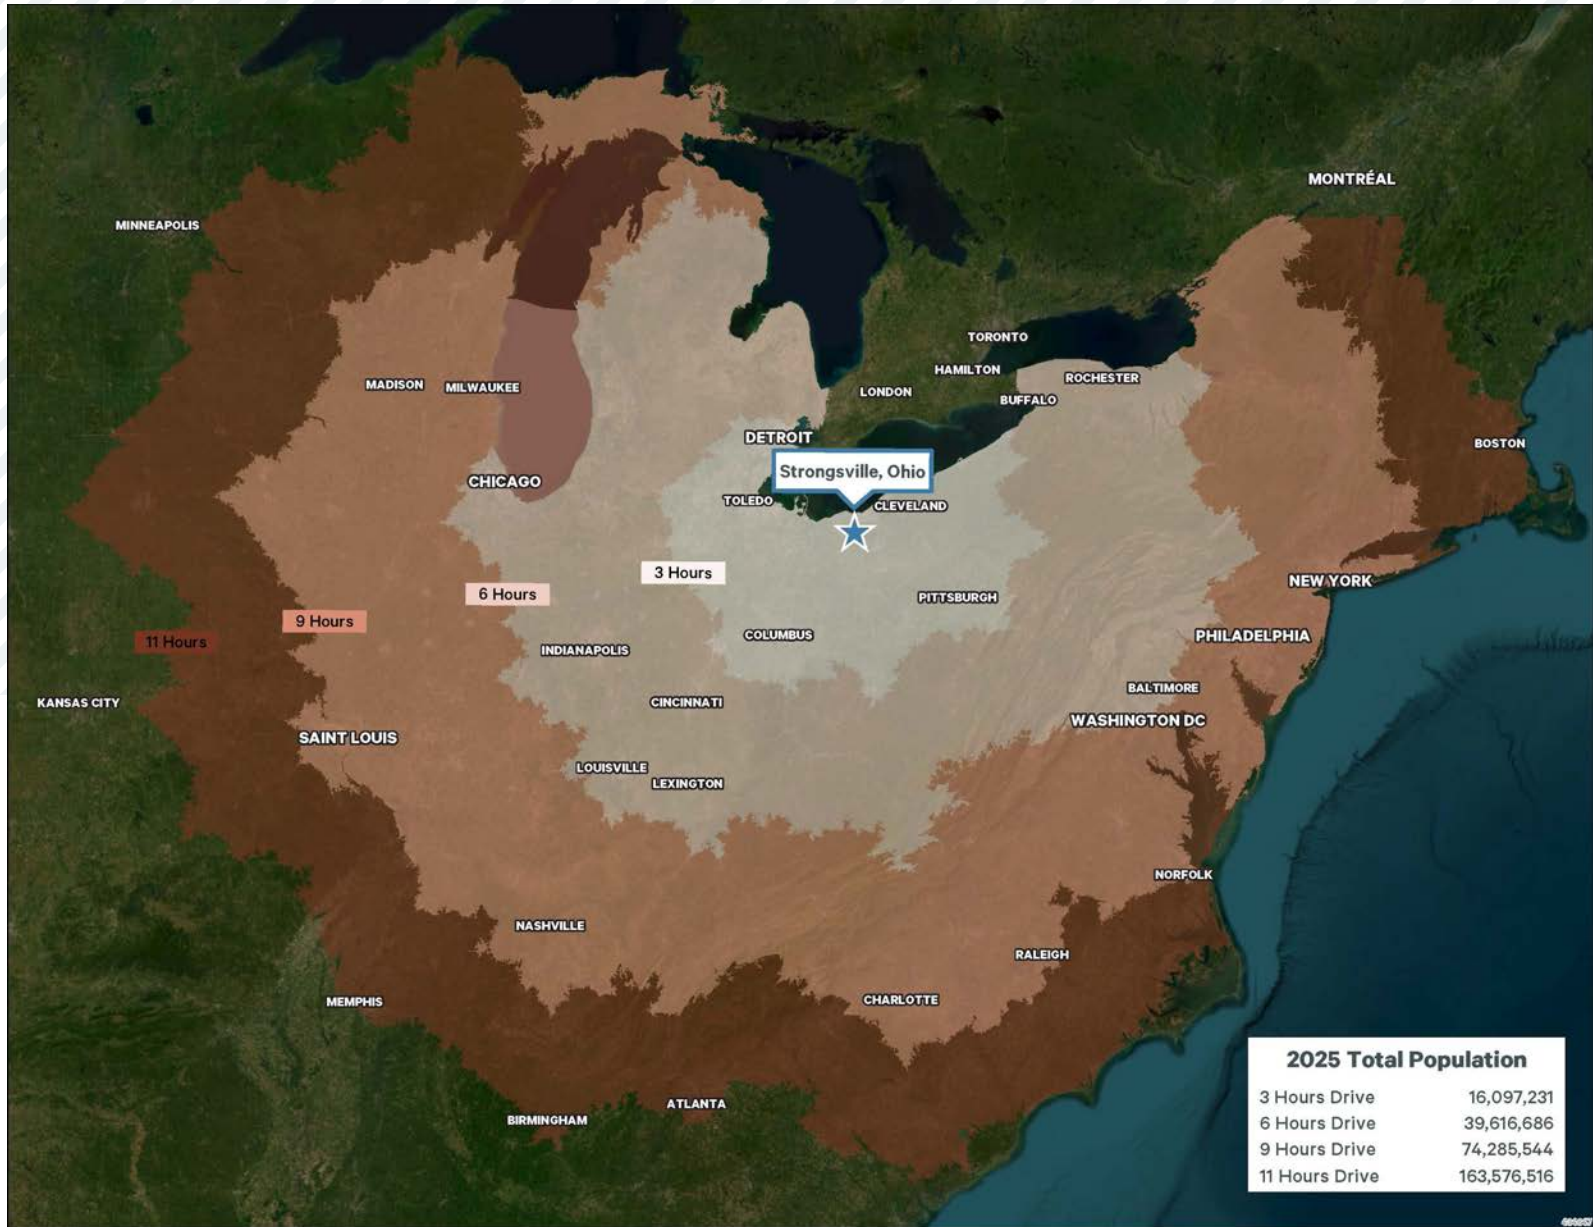 MONTRÉAL
MINNEAPOLIS
TORONTO
HAMILTON
ROCHESTER
MADISON
MILWAUKEE
LONDON
BUFFALO
DETROIT
BOSTON
Strongsville, Ohio
CHICAGO
TOLEDO
CLEVELAND
3 Hours
NEW YORK
6 Hours
PITTSBURGH
9 Hours
11 Hours
COLUMBUS
PHILADELPHIA
INDIANAPOLIS
BALTIMORE
KANSAS CITY
CINCINNATI
WASHINGTON DC
SAINT LOUIS
LOUISVILLE
LEXINGTON
NORFOLK
NASHVILLE
RALEIGH
MEMPHIS
CHARLOTTE
ATLANTA
BIRMINGHAM
2025 Total Population
3 Hours Drive 16,097,231
6 Hours Drive 39,616,686
9 Hours Drive 74,285,544
11 Hours Drive 163,576,516